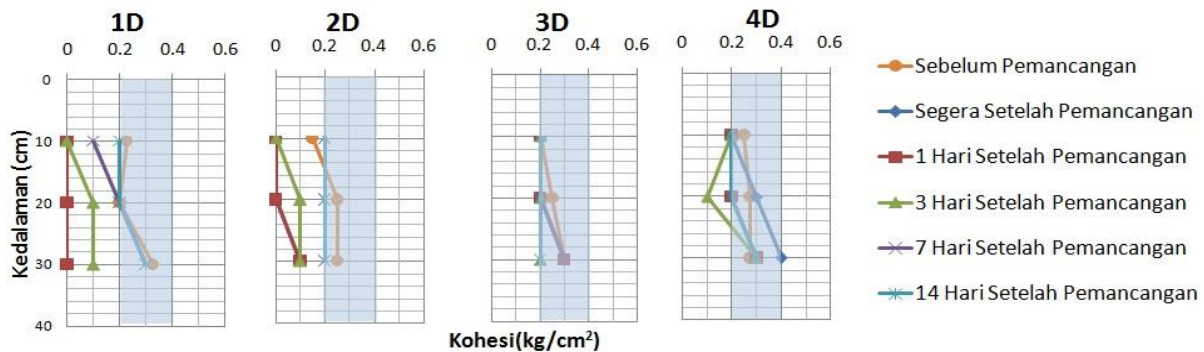 1D 2D 3D 4D
0 0.2 0.4 0.6 0 0.2 0.4 0.6 0 0.2 0.4 0.6 0 0.2 0.4 0.6
0
10
20
30
40
Kedalaman (cm)
Kohesi(kg/cm²)
Sebelum Pemancangan
Segera Setelah Pemancangan
1 Hari Setelah Pemancangan
3 Hari Setelah Pemancangan
7 Hari Setelah Pemancangan
14 Hari Setelah Pemancangan